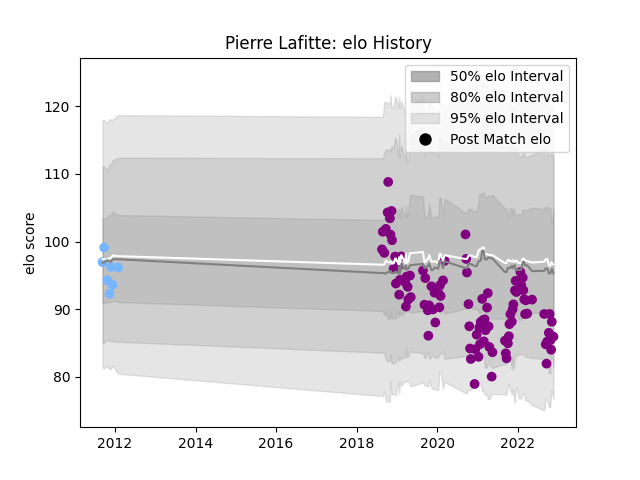 Pierre Lafitte: elo History
50% elo Interval
80% elo Interval
95% elo Interval
Post Match elo
elo score
120
110
100
90
80
2012
2014
2016
2018
2020
2022